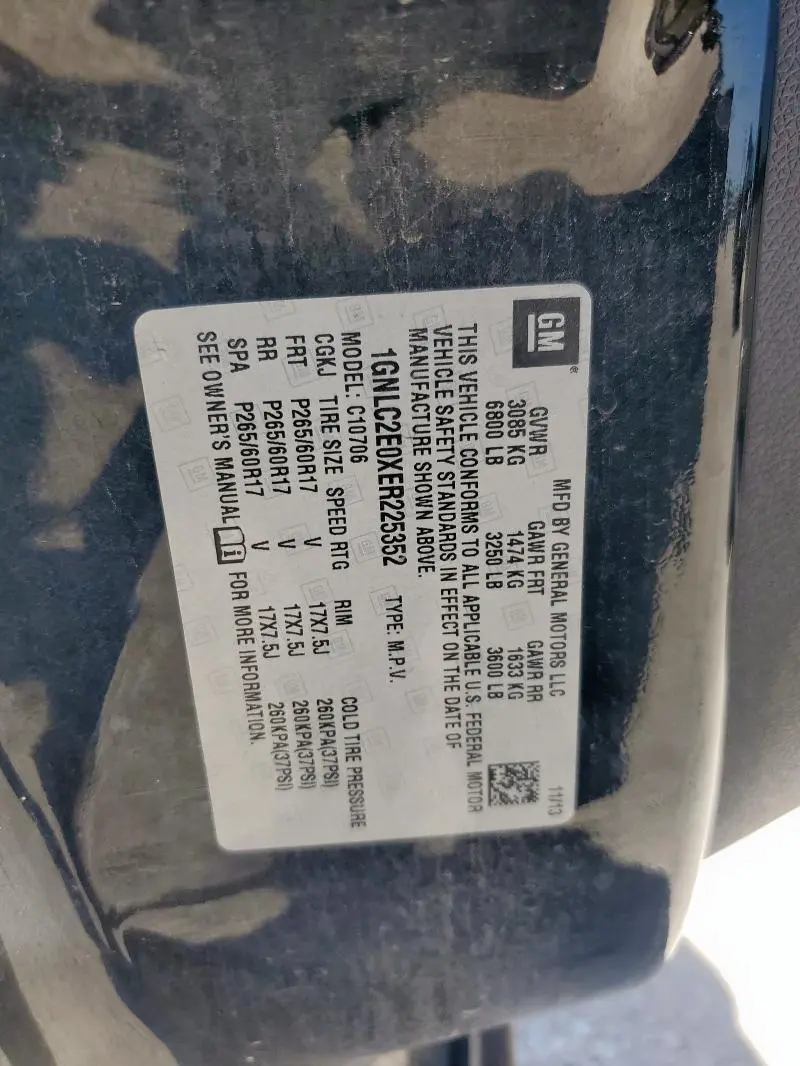 GM
®
MFD BY GENERAL MOTORS LLC 11/13
GVWR GAWR FRT GAWR RR
3085 KG 1474 KG 1633 KG
6800 LB 3250 LB 3600 LB
THIS VEHICLE CONFORMS TO ALL APPLICABLE U.S. FEDERAL MOTOR
VEHICLE SAFETY STANDARDS IN EFFECT ON THE DATE OF
MANUFACTURE SHOWN ABOVE.
1GNLC2E0XER225352 TYPE: M.P.V.
MODEL: C10706
CGKJ TIRE SIZE SPEED RTG RIM COLD TIRE PRESSURE
FRT P265/60R17 V 17X7.5J 260KPA(37PSI)
RR P265/60R17 V 17X7.5J 260KPA(37PSI)
SPA P265/60R17 V 17X7.5J 260KPA(37PSI)
SEE OWNER'S MANUAL i FOR MORE INFORMATION.